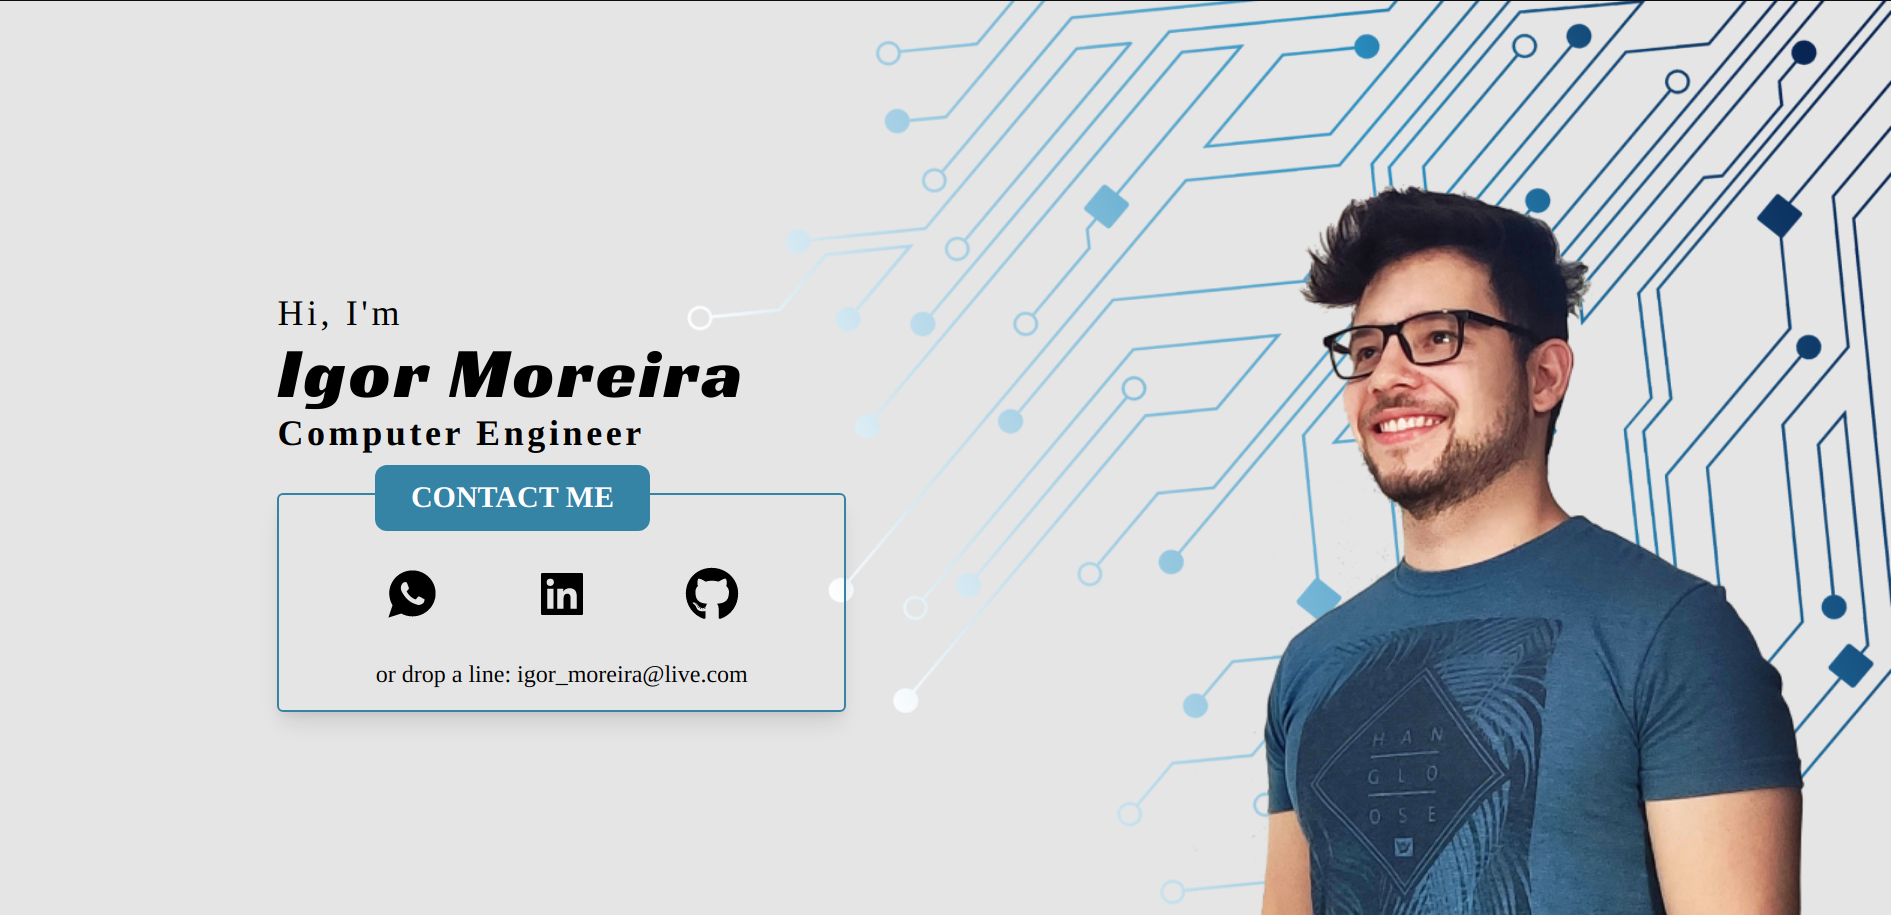 Hi, I'm
Igor Moreira
Computer Engineer
CONTACT ME
in
or drop a line: igor_moreira@live.com
HAN
GLO
OSE